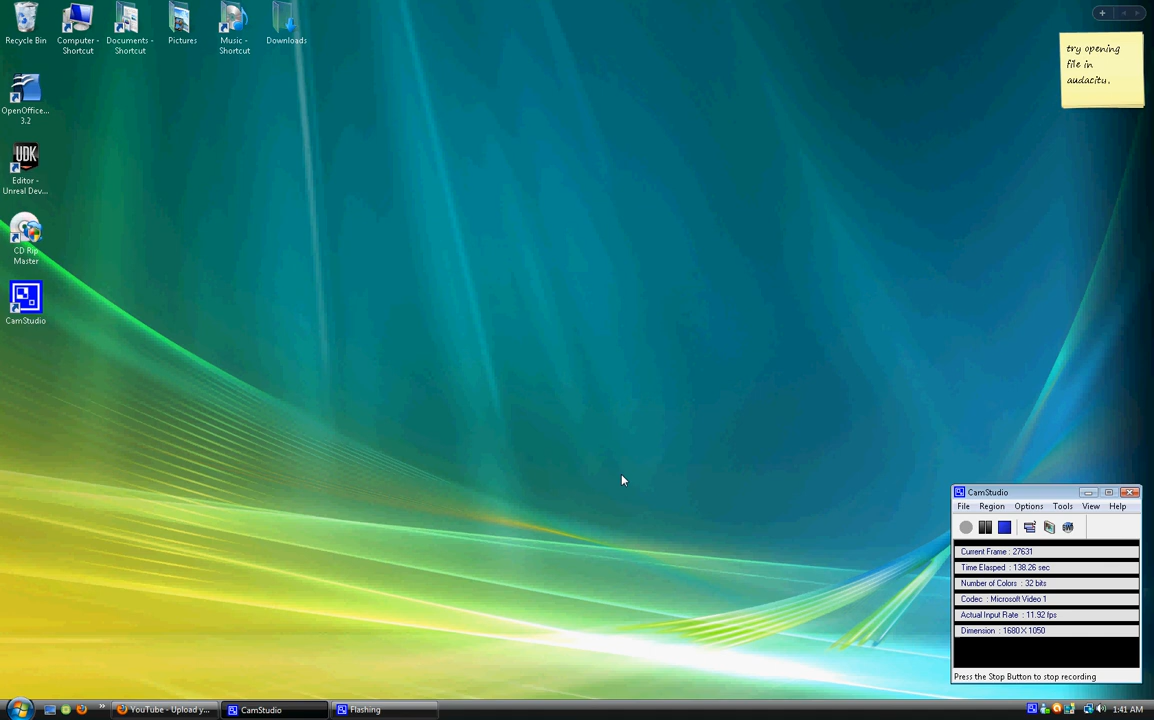 Recycle Bin
Computer -
Shortcut
Documents -
Shortcut
Pictures
Music -
Shortcut
Downloads
try opening
file in
audacitu.
OpenOffice...
3.2
UDK
Editor -
Unreal Dev...
CD Rip
Master
CamStudio
CamStudio
File Region Options Tools View Help
Current Frame : 27631
Time Elasped : 138.26 sec
Number of Colors : 32 bits
Codec : Microsoft Video 1
Actual Input Rate : 11.92 fps
Dimension : 1680 X 1050
Press the Stop Button to stop recording
YouTube - Upload y...
CamStudio
Flashing
1:41 AM